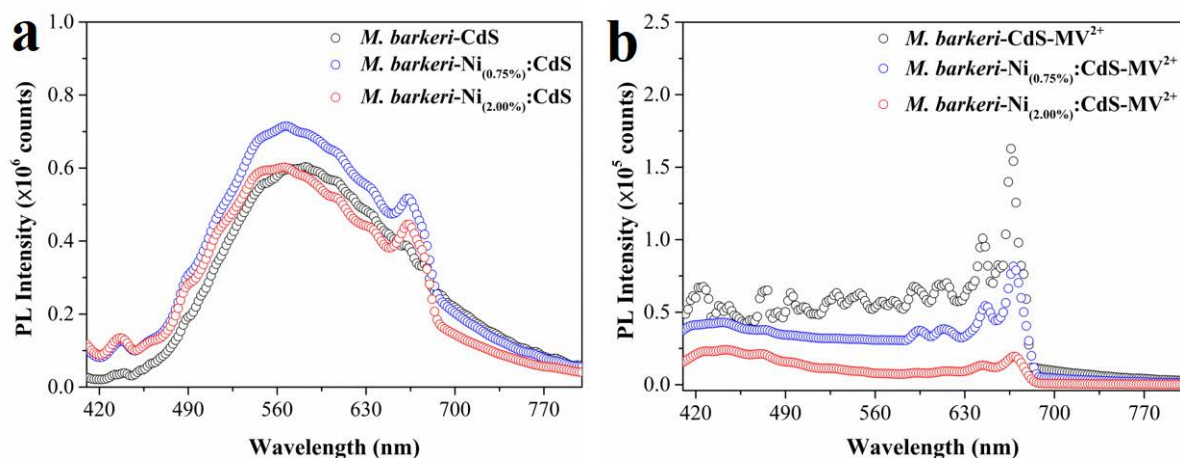 a
1.0
0.8
0.6
0.4
0.2
0.0
PL Intensity (×10⁶ counts)
M. barkeri-CdS
M. barkeri-Ni(0.75%):CdS
M. barkeri-Ni(2.00%):CdS
420 490 560 630 700 770
Wavelength (nm)
b
2.5
2.0
1.5
1.0
0.5
0.0
PL Intensity (×10⁵ counts)
M. barkeri-CdS-MV²⁺
M. barkeri-Ni(0.75%):CdS-MV²⁺
M. barkeri-Ni(2.00%):CdS-MV²⁺
420 490 560 630 700 770
Wavelength (nm)